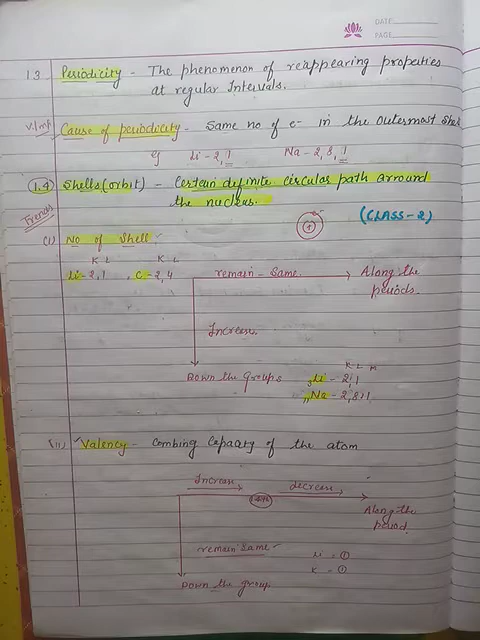 DATE
PAGE
1.3 Periodicity - The phenomenon of reappearing properties
at regular Intervals.
V.Imp Cause of periodicity - Same no of e- in the outermost Shell
eg Li - 2, 1 Na - 2, 8, 1
1.4 Shells (orbit) - Certain definite circular path arround
the nucleus.
Trends
e-
+
(CLASS-2)
(i) No of Shell
K L K L
Li - 2, 1 , C - 2, 4
remain - Same. Along the
periods.
Increase
K L M
Down the Groups 3Li - 2, 1
11Na - 2, 8, 1
(ii) Valency - Combing Capacity of the atom
Increase decrease
Along the
period.
remain Same Li = 1
K = 1
Down the group.